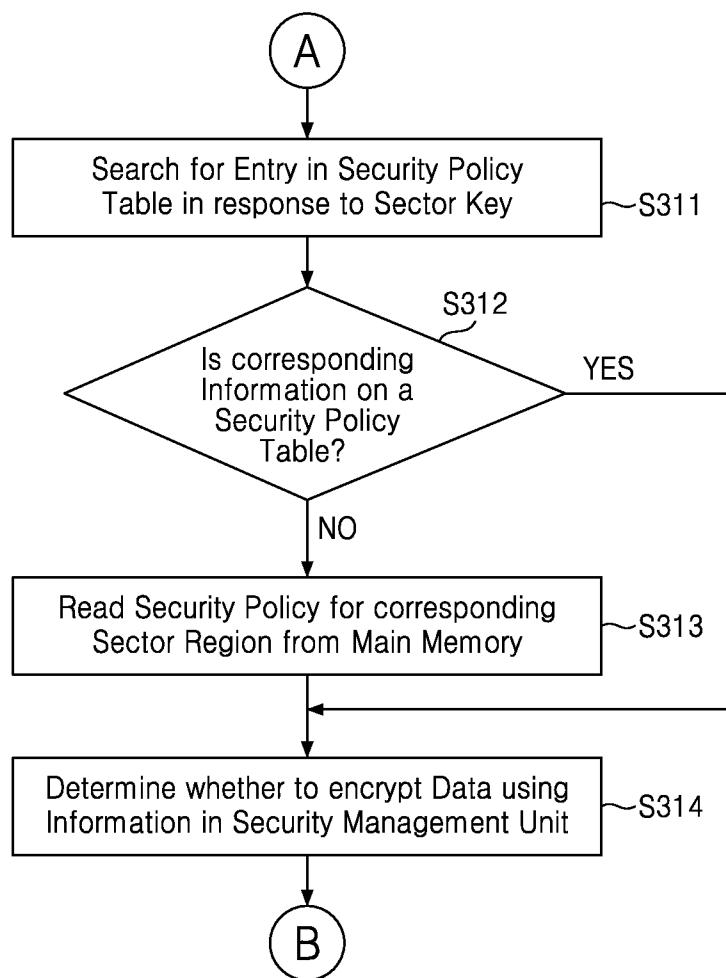 A
Search for Entry in Security Policy
Table in response to Sector Key
S311
S312
Is corresponding
Information on a
Security Policy
Table?
YES
NO
Read Security Policy for corresponding
Sector Region from Main Memory
S313
Determine whether to encrypt Data using
Information in Security Management Unit
S314
B